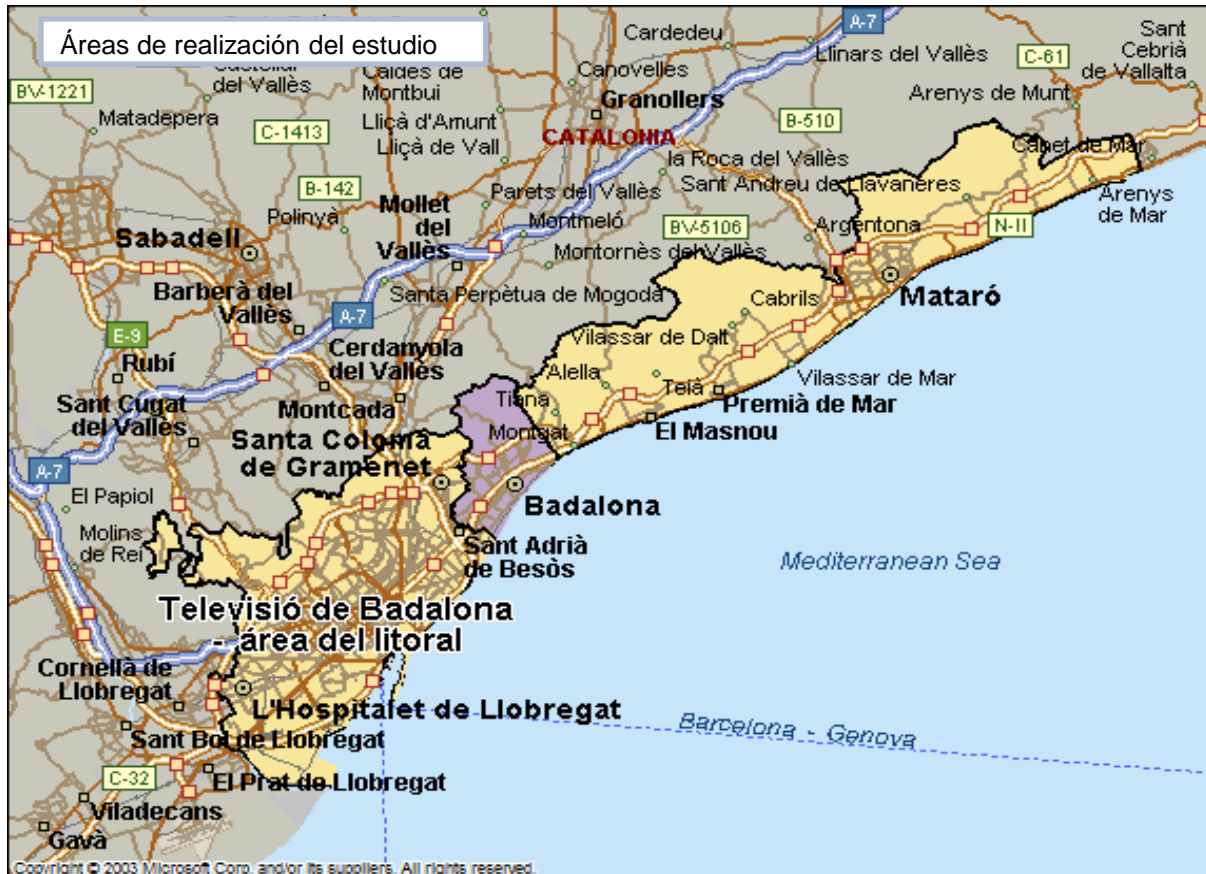 Áreas de realización del estudio
A-7
Cardedeu
Llinars del Vallès
C-61
Sant
Cebrià
de Vallalta
BV-1221
del Vallès
Caldes de
Montbui
Canovelles
Granollers
Arenys de Munt
Matadepera
C-1413
Lliçà d'Amunt
Lliçà de Vall
CATALONIA
B-510
Canet de Mar
la Roca del Vallès
B-142
Parets del Vallès
Sant Andreu de Llavaneres
Arenys
de Mar
Polinyà
Mollet
del
Vallès
Montmeló
BV-5106
Argentona
N-II
Sabadell
Montornès del Vallès
Barberà del
Vallès
Santa Perpètua de Mogoda
Cabrils
Mataró
A-7
E-9
Rubí
Cerdanyola
del Vallès
Vilassar de Dalt
Alella
Teià
Vilassar de Mar
Sant Cugat
del Vallès
Montcada
Tiana
Premià de Mar
Santa Coloma
de Gramenet
Montgat
El Masnou
A-7
El Papiol
Badalona
Molins
de Rei
Sant Adrià
de Besòs
Mediterranean Sea
Televisió de Badalona
- área del litoral
Cornellà de
Llobregat
L'Hospitalet de Llobregat
Sant Boi de Llobregat
Barcelona - Genova
C-32
El Prat de Llobregat
Viladecans
Gavà
Copyright © 2003 Microsoft Corp. and/or its suppliers. All rights reserved.